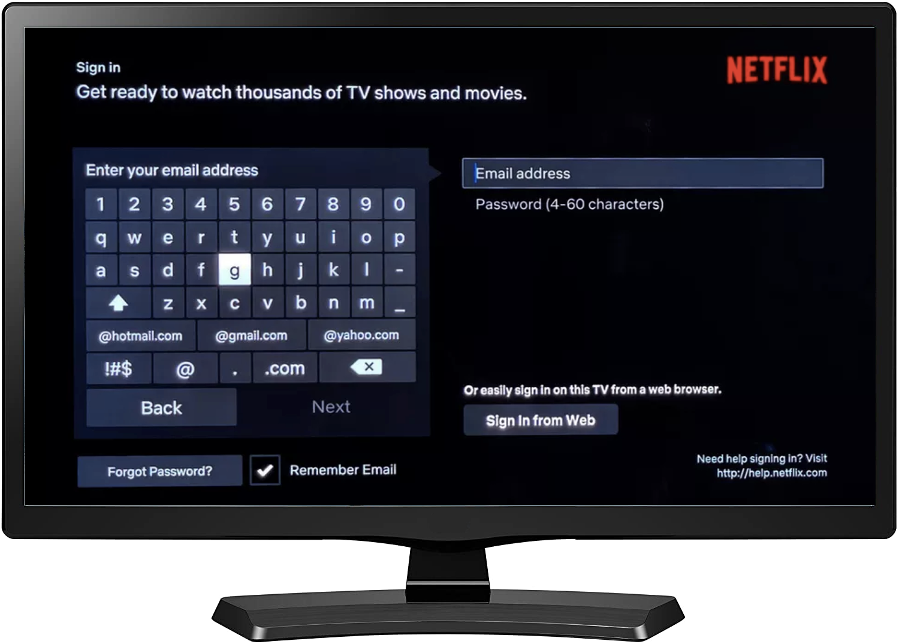 Sign in
Get ready to watch thousands of TV shows and movies.
NETFLIX
Enter your email address
1 2 3 4 5 6 7 8 9 0
q w e r t y u i o p
a s d f g h j k l -
z x c v b n m _
@hotmail.com @gmail.com @yahoo.com
!#$ @ . .com
Back Next
Forgot Password? Remember Email
Email address
Password (4-60 characters)
Or easily sign in on this TV from a web browser.
Sign In from Web
Need help signing in? Visit
http://help.netflix.com